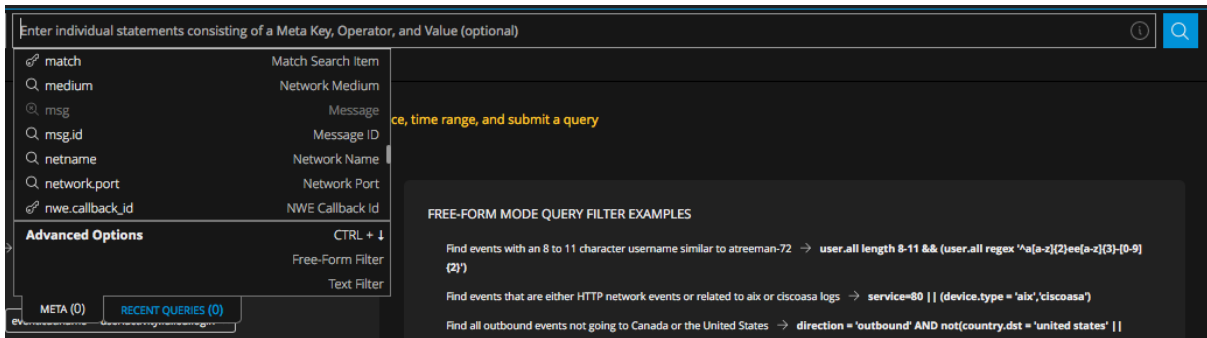 Enter individual statements consisting of a Meta Key, Operator, and Value (optional)
match Match Search Item
medium Network Medium
msg Message
msg.id Message ID
netname Network Name
network.port Network Port
nwe.callback_id NWE Callback Id
Advanced Options CTRL + ↓
Free-Form Filter
Text Filter
META (0) RECENT QUERIES (0)
ce, time range, and submit a query
FREE-FORM MODE QUERY FILTER EXAMPLES
Find events with an 8 to 11 character username similar to atreeman-72 → user.all length 8-11 && (user.all regex '^a[a-z]{2}ee[a-z]{3}-[0-9]
{2}')
Find events that are either HTTP network events or related to aix or ciscoasa logs → service=80 || (device.type = 'aix','ciscoasa')
Find all outbound events not going to Canada or the United States → direction = 'outbound' AND not(country.dst = 'united states' ||